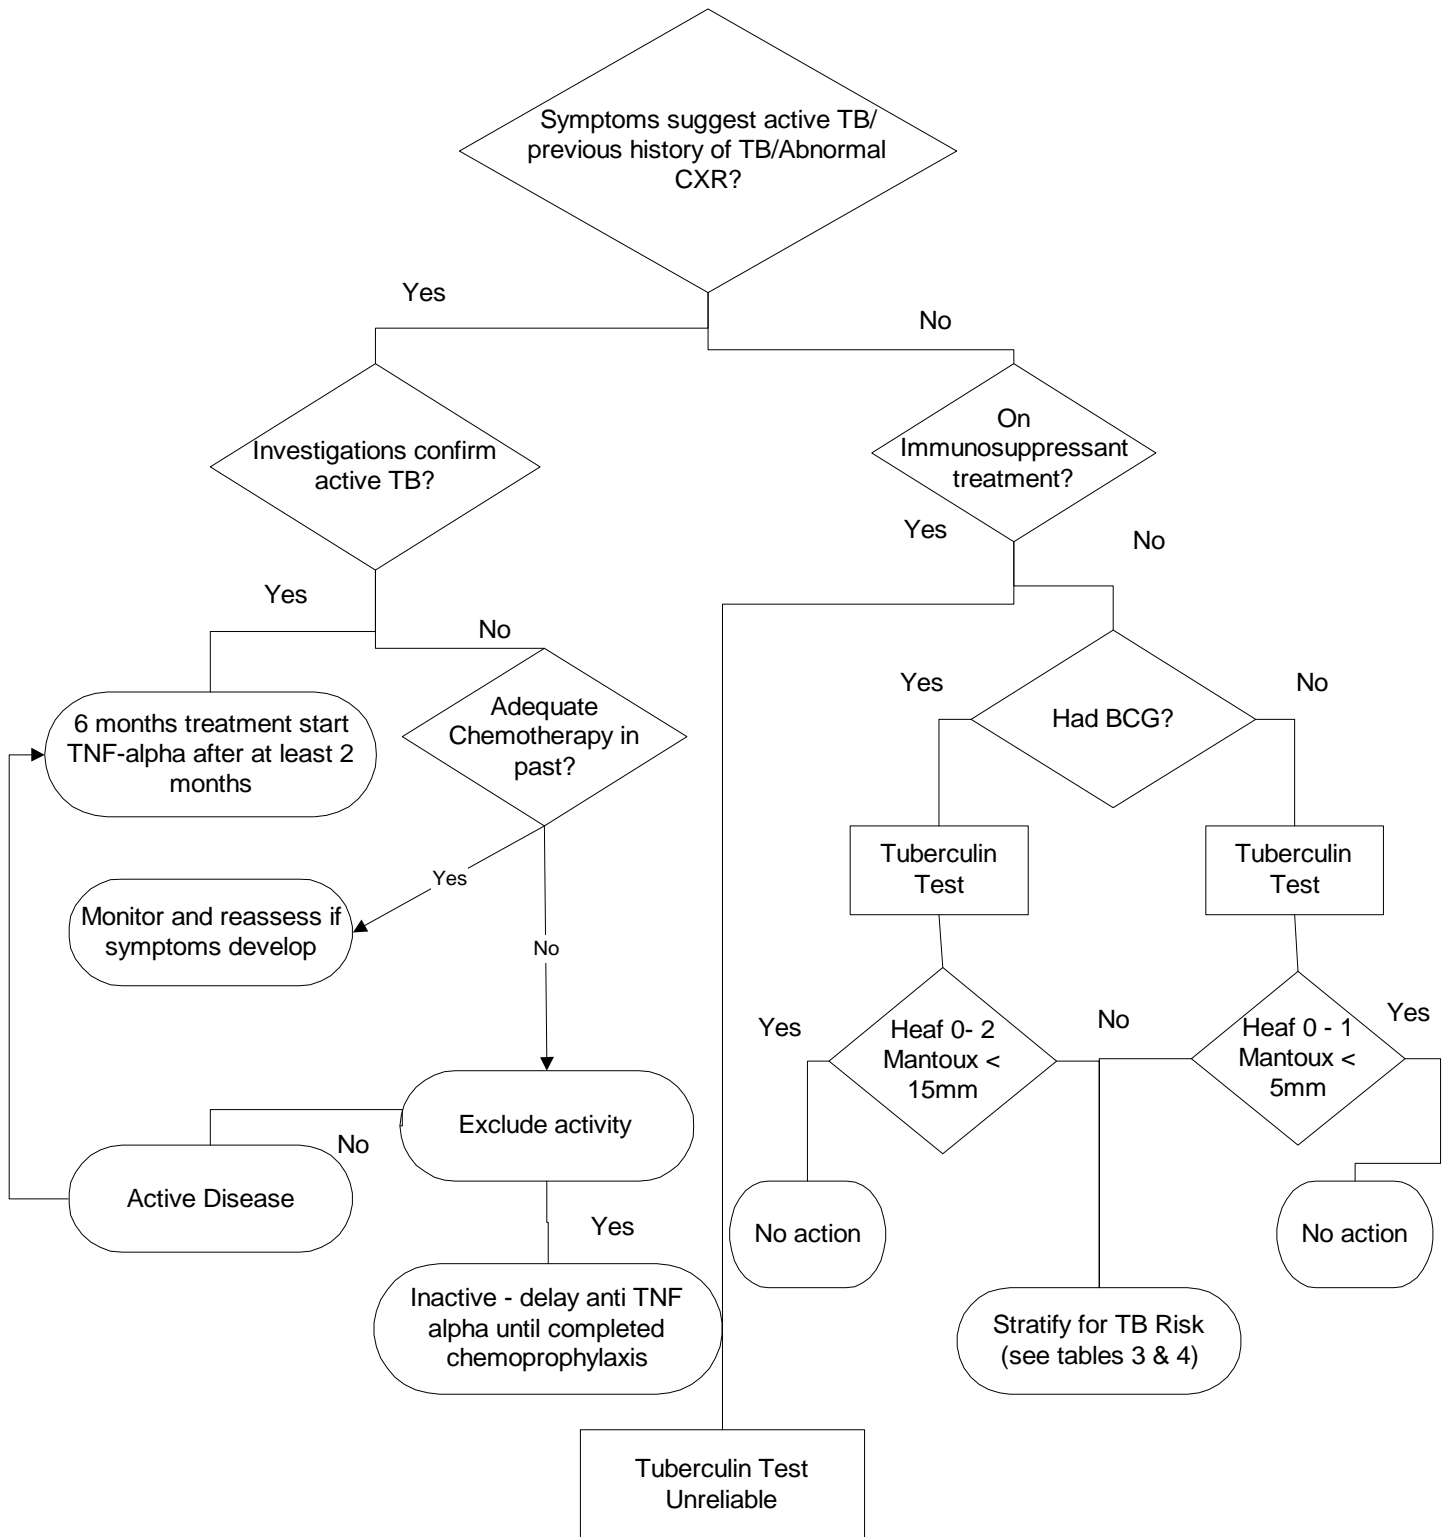 Symptoms suggest active TB/
previous history of TB/Abnormal
CXR?
Yes
No
Investigations confirm
active TB?
On
Immunosuppressant
treatment?
Yes
No
Yes
No
6 months treatment start
TNF-alpha after at least 2
months
Adequate
Chemotherapy in
past?
Yes
Had BCG?
No
Tuberculin
Test
Tuberculin
Test
Yes
Monitor and reassess if
symptoms develop
No
Yes
Heaf 0- 2
Mantoux <
15mm
No
Heaf 0 - 1
Mantoux <
5mm
Yes
Exclude activity
No
Active Disease
Yes
No action
No action
Inactive - delay anti TNF
alpha until completed
chemoprophylaxis
Stratify for TB Risk
(see tables 3 & 4)
Tuberculin Test
Unreliable